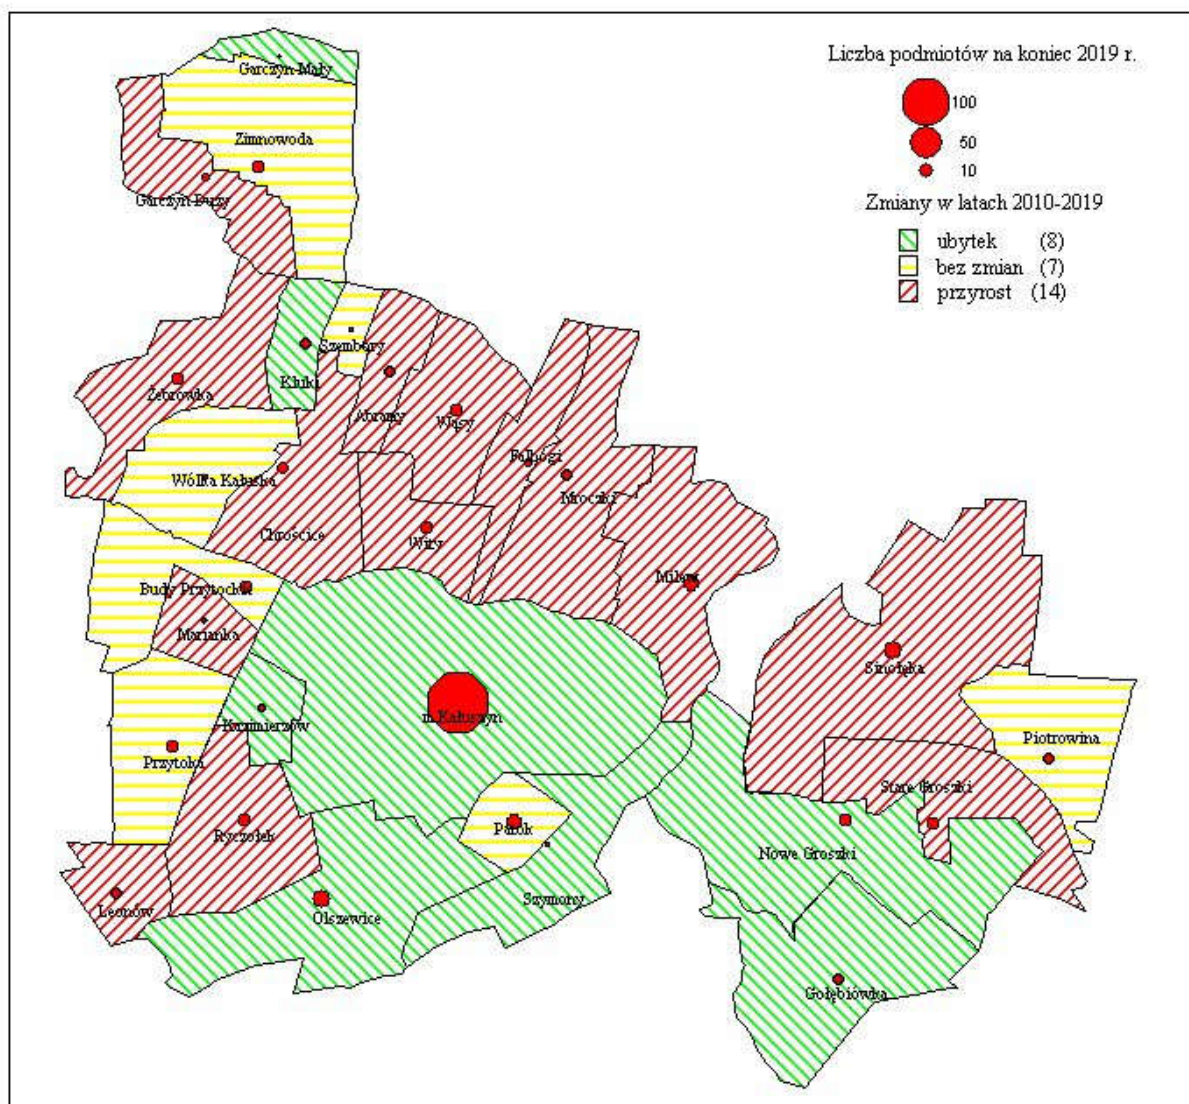 Liczba podmiotów na koniec 2019 r.
100
50
10
Zmiany w latach 2010-2019
ubytek (8)
bez zmian (7)
przyrost (14)
Garczyn Mały
Zimnowoda
Garczyn Duży
Szembory
Kluki
Żebrówka
Abramy
Wąsy
Falbogi
Wólka Kałuska
Mroczki
Chrościce
Wity
Milew
Budy Przytockie
Marianka
Sinołęka
Kazimierzów
m.Kałuszyn
Piotrowina
Przytoka
Stare Groszki
Ryczołek
Patok
Nowe Groszki
Szymony
Leonów
Olszewice
Gołębiówka